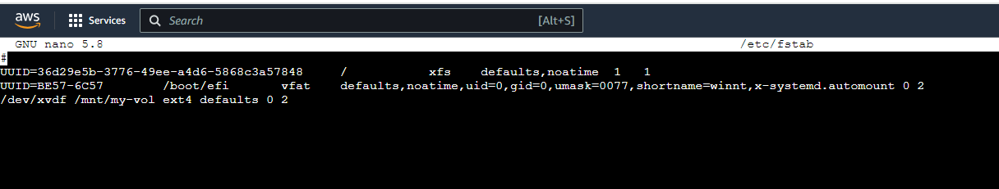 aws Services Search [Alt+S]
GNU nano 5.8 /etc/fstab
#
UUID=36d29e5b-3776-49ee-a4d6-5868c3a57848 / xfs defaults,noatime 1 1
UUID=BE57-6C57 /boot/efi vfat defaults,noatime,uid=0,gid=0,umask=0077,shortname=winnt,x-systemd.automount 0 2
/dev/xvdf /mnt/my-vol ext4 defaults 0 2